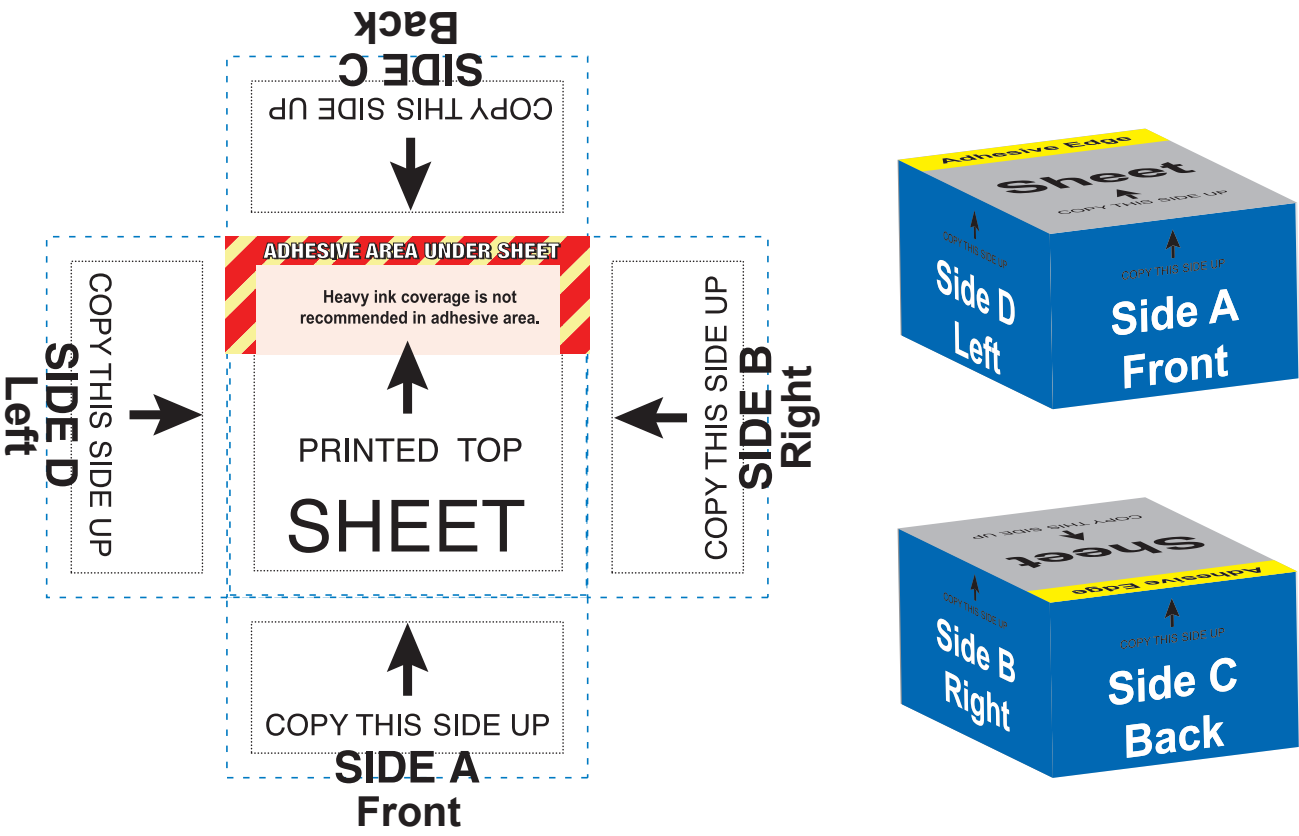 Back
SIDE C
COPY THIS SIDE UP
ADHESIVE AREA UNDER SHEET
Heavy ink coverage is not
recommended in adhesive area.
Left
SIDE D
COPY THIS SIDE UP
PRINTED TOP
SHEET
COPY THIS SIDE UP
SIDE B
Right
COPY THIS SIDE UP
SIDE A
Front
Adhesive Edge
Sheet
COPY THIS SIDE UP
COPY THIS SIDE UP
Side D
Left
COPY THIS SIDE UP
Side A
Front
COPY THIS SIDE UP
Sheet
Adhesive Edge
COPY THIS SIDE UP
Side B
Right
COPY THIS SIDE UP
Side C
Back